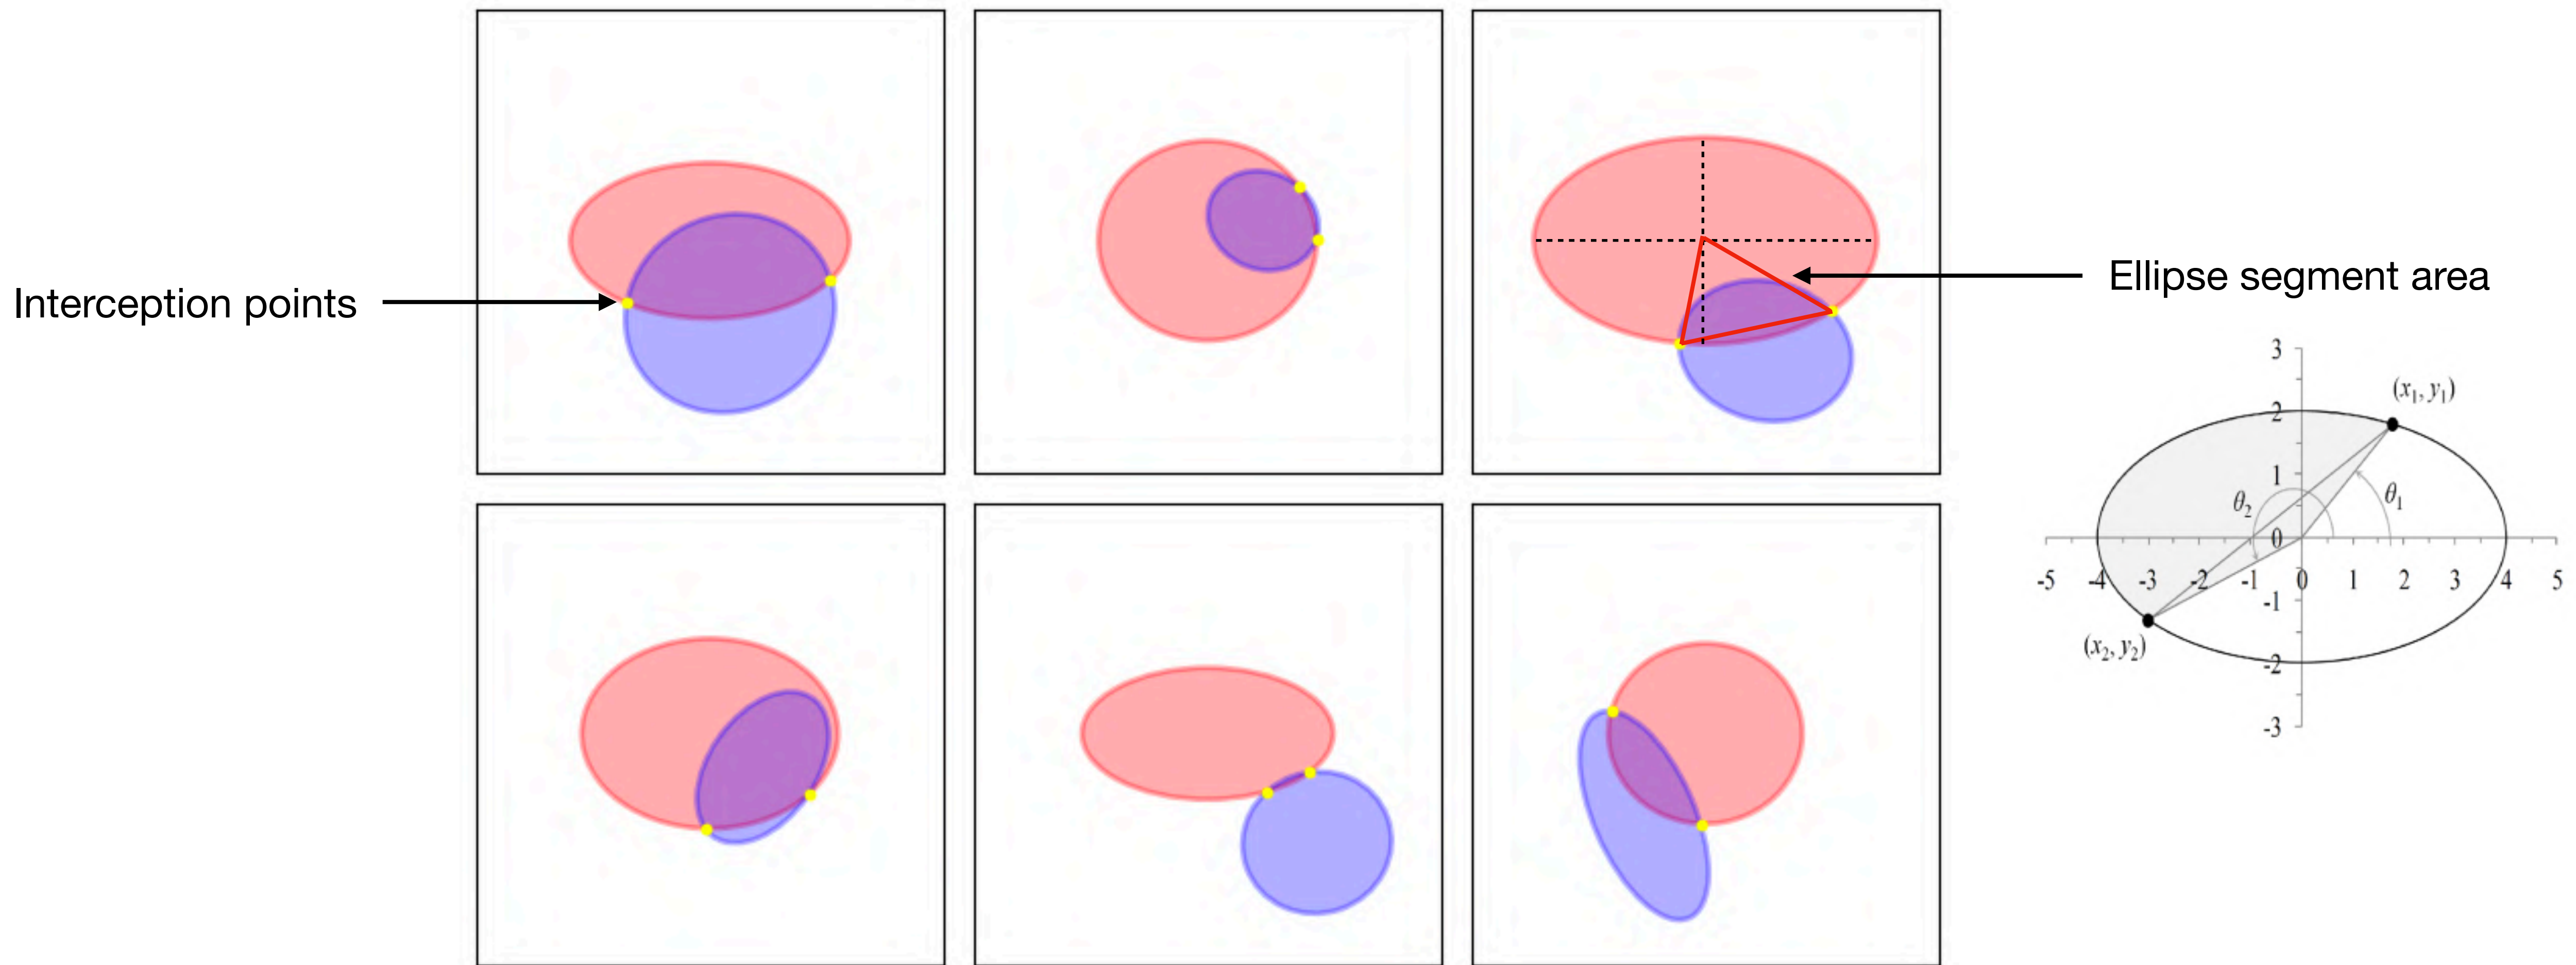 Interception points
Ellipse segment area
3
(x₁, y₁)
2
1
θ₂
θ₁
0
-5 -4 -3 -2 -1 0 1 2 3 4 5
-1
(x₂, y₂)
-2
-3